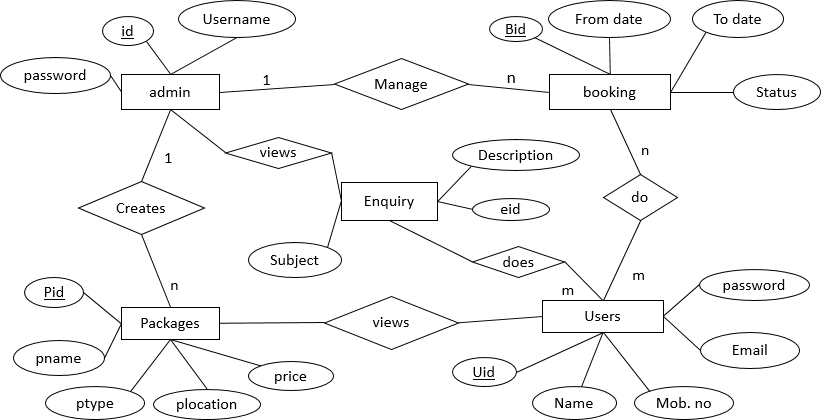 Username
From date
To date
id
Bid
password
1
Manage
n
admin
booking
Status
n
1
views
Description
do
Creates
Enquiry
eid
Subject
does
m
m
n
password
Pid
Packages
views
Users
pname
Email
Uid
price
ptype
plocation
Name
Mob. no